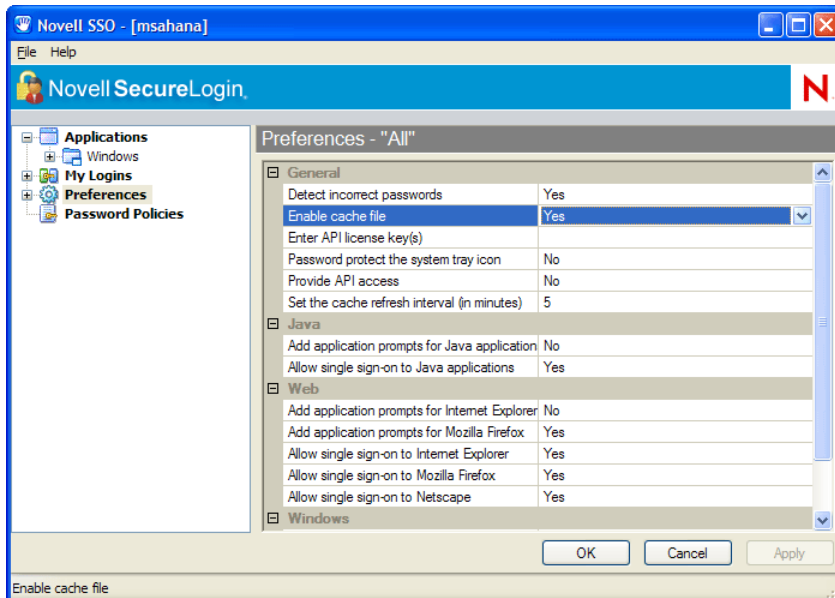 Novell SSO - [msahana]
File Help
Novell SecureLogin
N
Applications
Windows
My Logins
Preferences
Password Policies
Preferences - "All"
General
Detect incorrect passwords Yes
Enable cache file Yes
Enter API license key(s)
Password protect the system tray icon No
Provide API access No
Set the cache refresh interval (in minutes) 5
Java
Add application prompts for Java application No
Allow single sign-on to Java applications Yes
Web
Add application prompts for Internet Explorer No
Add application prompts for Mozilla Firefox Yes
Allow single sign-on to Internet Explorer Yes
Allow single sign-on to Mozilla Firefox Yes
Allow single sign-on to Netscape Yes
Windows
OK Cancel Apply
Enable cache file